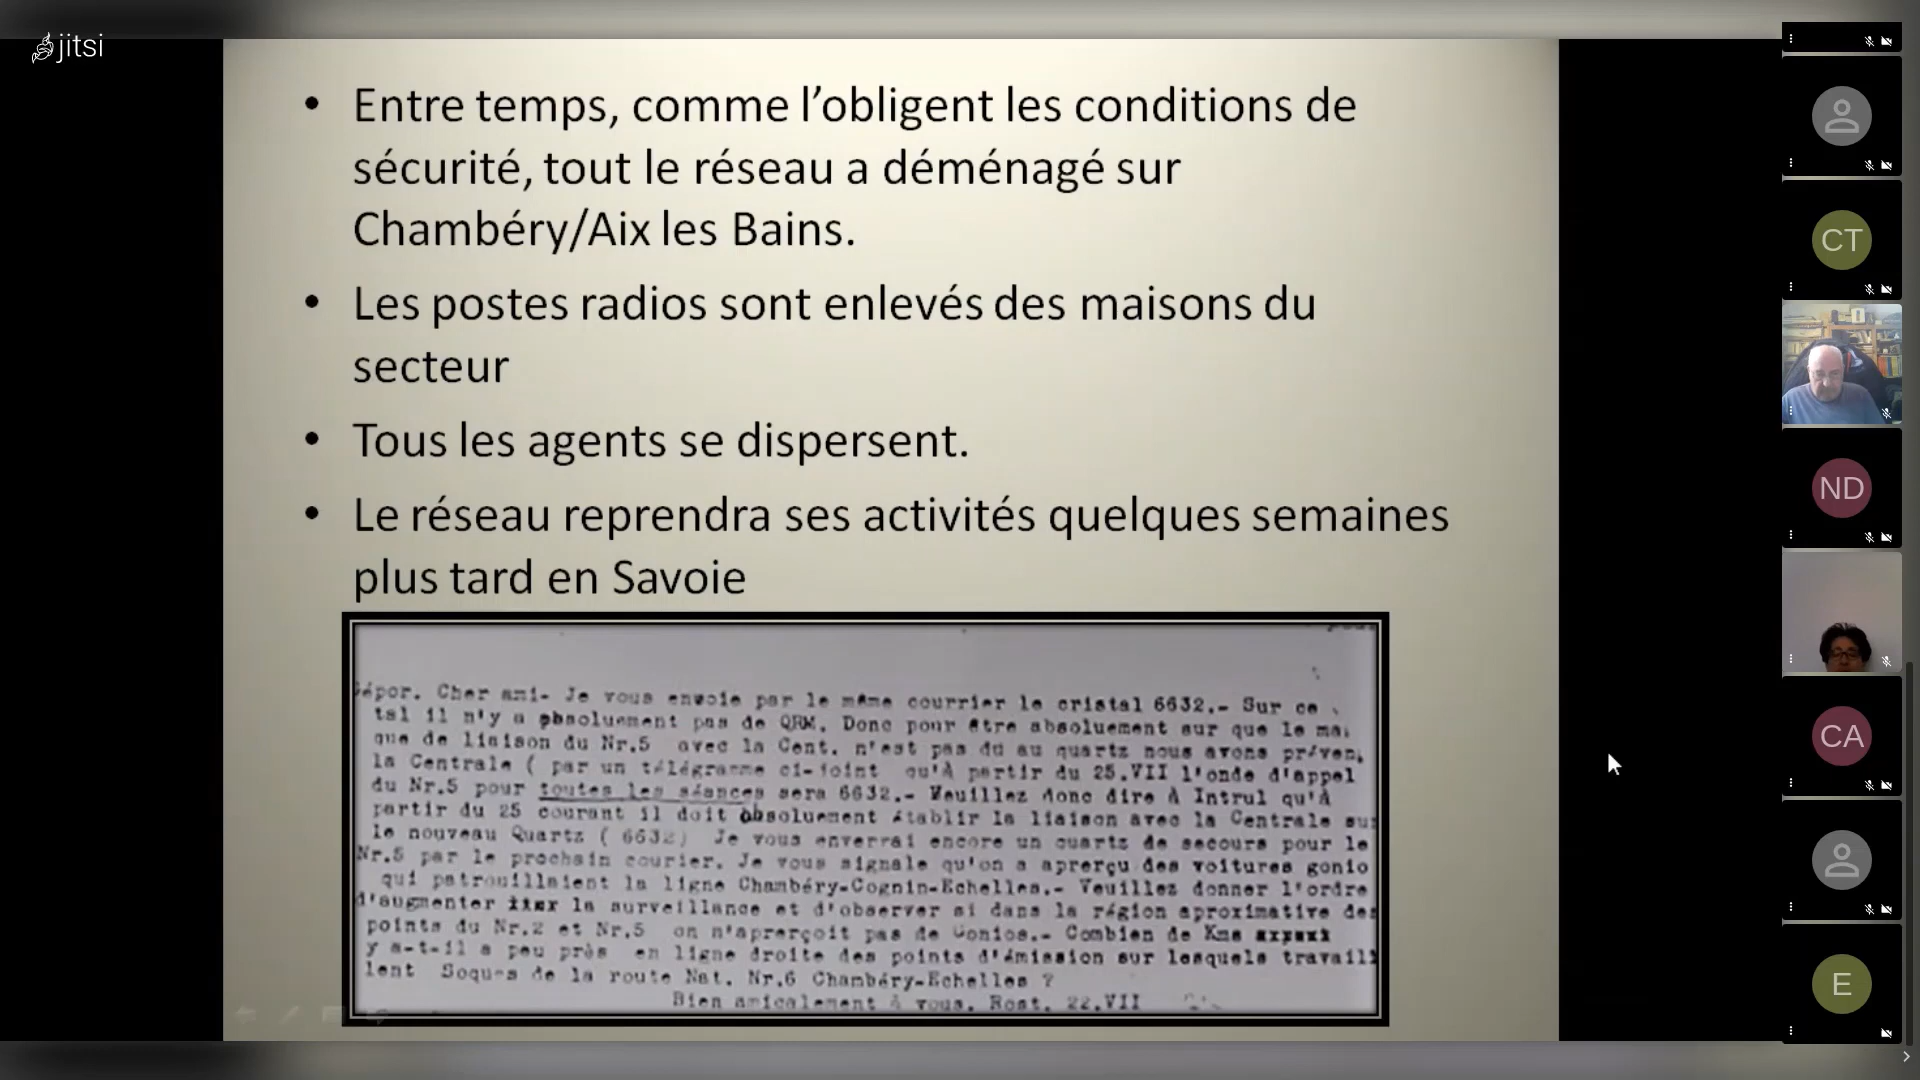 jitsi
• Entre temps, comme l’obligent les conditions de
sécurité, tout le réseau a déménagé sur
Chambéry/Aix les Bains.
• Les postes radios sont enlevés des maisons du
secteur
• Tous les agents se dispersent.
• Le réseau reprendra ses activités quelques semaines
plus tard en Savoie
Cher ami- Je vous envoie par le même courrier le cristal 6632.- Sur ce
tal il n'y a absoluement pas de QRM. Donc pour être absoluement sur que le ma
que de liaison du Nr.5 avec la Cent. n'est pas du au quartz nous avons préven
la Centrale ( par un télégramme ci-joint qu'à partir du 25.VII l'onde d'appel
du Nr.5 pour toutes les séances sera 6632.- Veuillez donc dire à Intrul qu'à
partir du 25 courant il doit absoluement établir la liaison avec la Centrale sur
le nouveau Quartz ( 6632) Je vous enverrai encore un quartz de secours pour le
Nr.5 par le prochain courier. Je vous signale qu'on a aprerçu des voitures gonio
qui patrouillaient la ligne Chambéry-Cognin-Echelles.- Veuillez donner l'ordre
d'augmenter la surveillance et d'observer si dans la région aproximative des
points du Nr.2 et Nr.5 on n'aprerçoit pas de Gonios.- Combien de Kms
y a-t-il a peu près en ligne droite des points d'émission sur lesquels travail
lent Soques de la route Nat. Nr.6 Chambéry-Echelles ?
Bien amicalement à vous. Rost. 22.VII
CT
ND
CA
E